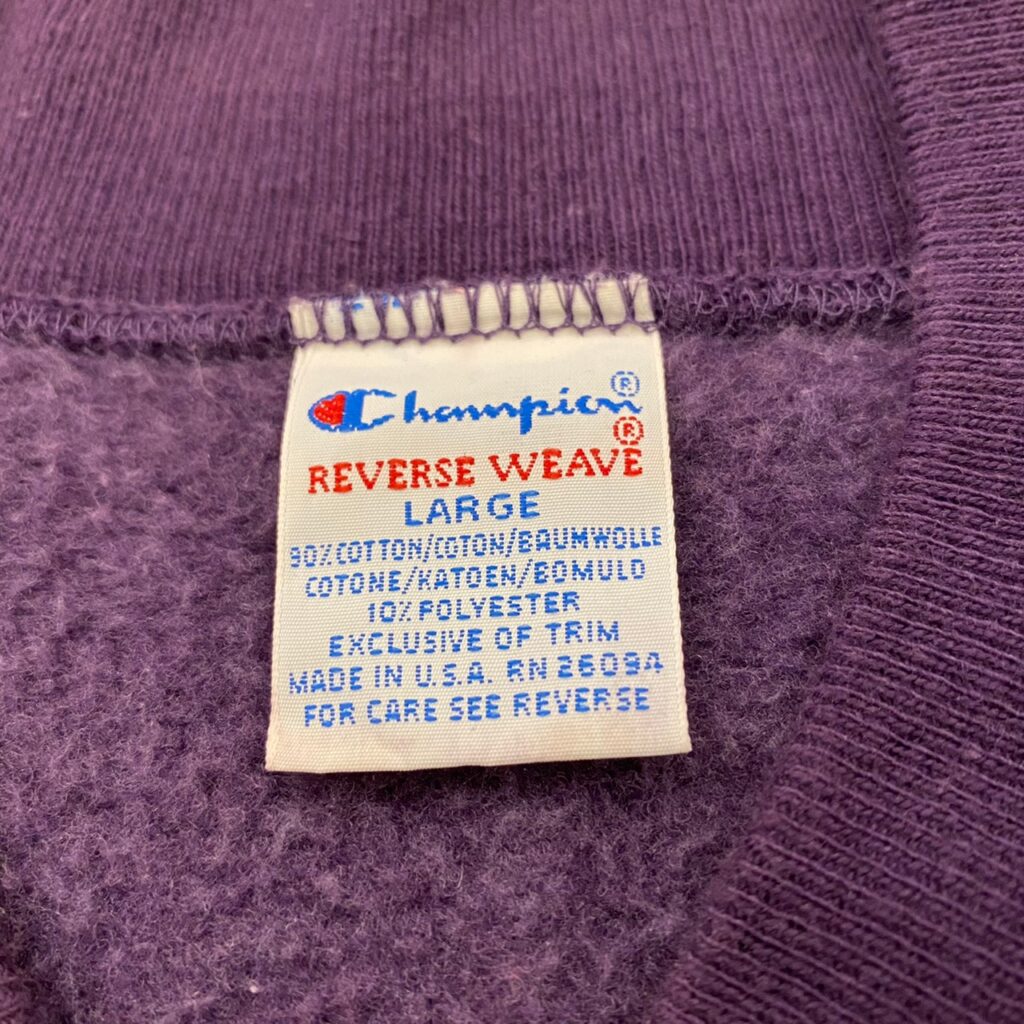 Champion®
REVERSE WEAVE®
LARGE
90% COTTON/COTON/BAUMWOLLE
COTONE/KATOEN/BOMULD
10% POLYESTER
EXCLUSIVE OF TRIM
MADE IN U.S.A. RN 26094
FOR CARE SEE REVERSE